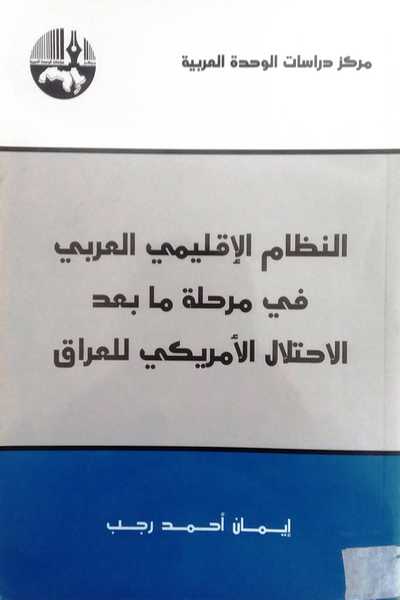 مركز دراسات الوحدة العربية
النظام الإقليمي العربي
في مرحلة ما بعد
الاحتلال الأمريكي للعراق
إيمان أحمد رجب